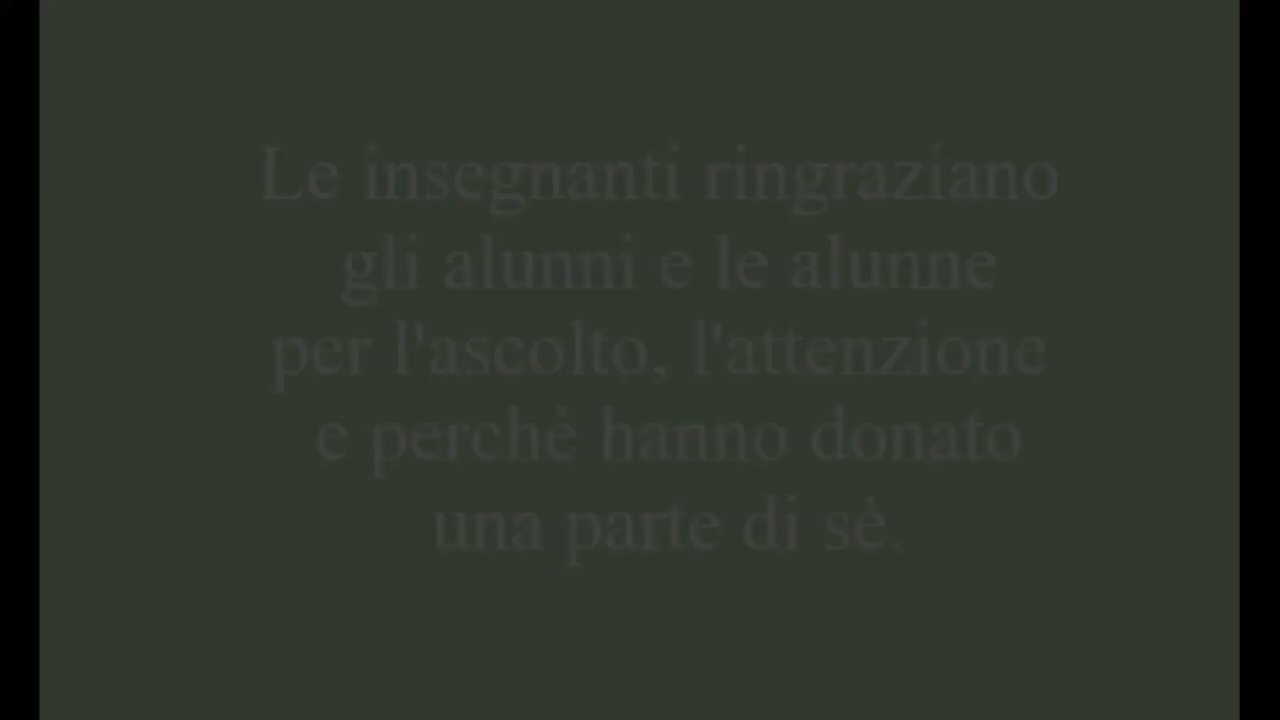 Le insegnanti ringraziano
gli alunni e le alunne
per l'ascolto, l'attenzione
e perchè hanno donato
una parte di sè.